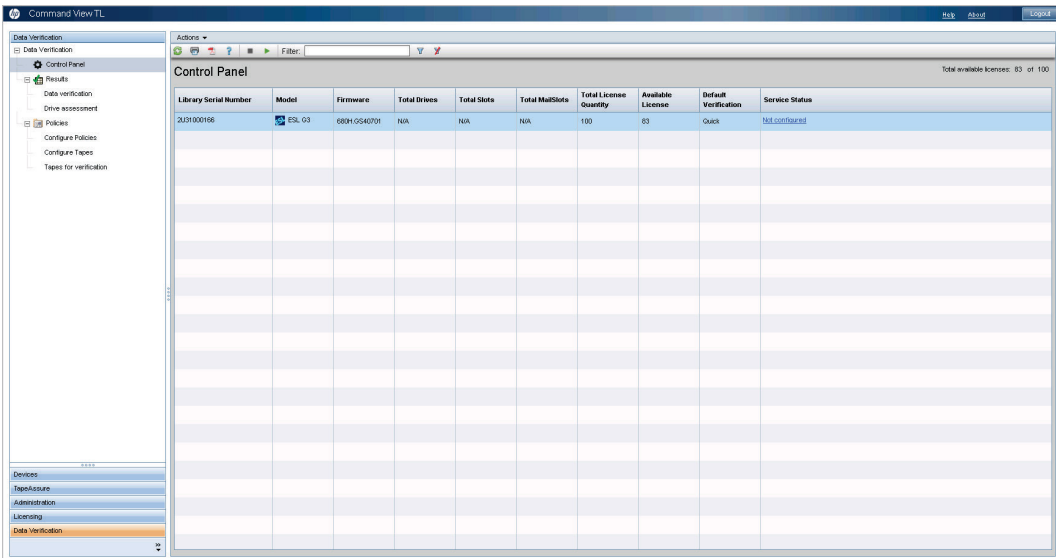 hp Command View TL
Help About Logout
Data Verification
Data Verification
Control Panel
Results
Data verification
Drive assessment
Policies
Configure Policies
Configure Tapes
Tapes for verification
Devices
TapeAssure
Administration
Licensing
Data Verification
Actions
Filter:
Control Panel
Total available licenses: 83 of 100
Library Serial Number Model Firmware Total Drives Total Slots Total MailSlots Total License Quantity Available License Default Verification Service Status
2U31000166 ESL G3 680H.GS40701 N/A N/A N/A 100 83 Quick Not configured